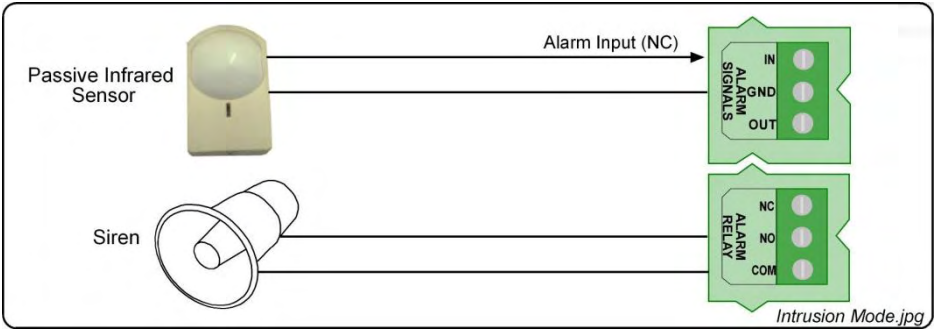 Alarm Input (NC)
Passive Infrared
Sensor
ALARM
SIGNALS
IN
GND
OUT
Siren
ALARM
RELAY
NC
NO
COM
Intrusion Mode.jpg